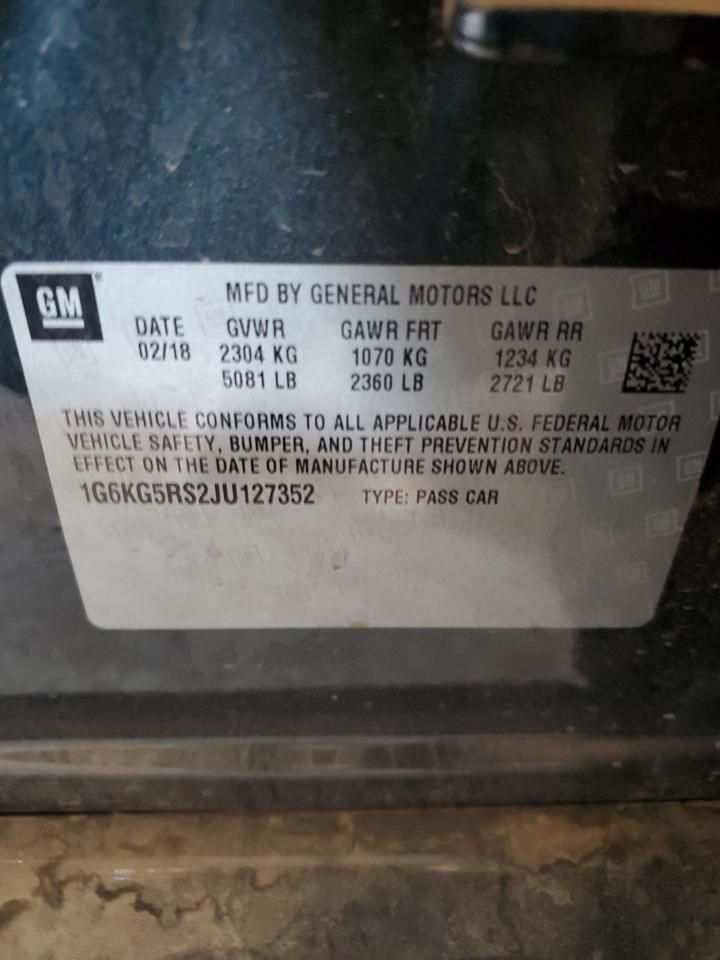 GM
MFD BY GENERAL MOTORS LLC
DATE GVWR GAWR FRT GAWR RR
02/18 2304 KG 1070 KG 1234 KG
5081 LB 2360 LB 2721 LB
THIS VEHICLE CONFORMS TO ALL APPLICABLE U.S. FEDERAL MOTOR
VEHICLE SAFETY, BUMPER, AND THEFT PREVENTION STANDARDS IN
EFFECT ON THE DATE OF MANUFACTURE SHOWN ABOVE.
1G6KG5RS2JU127352 TYPE: PASS CAR